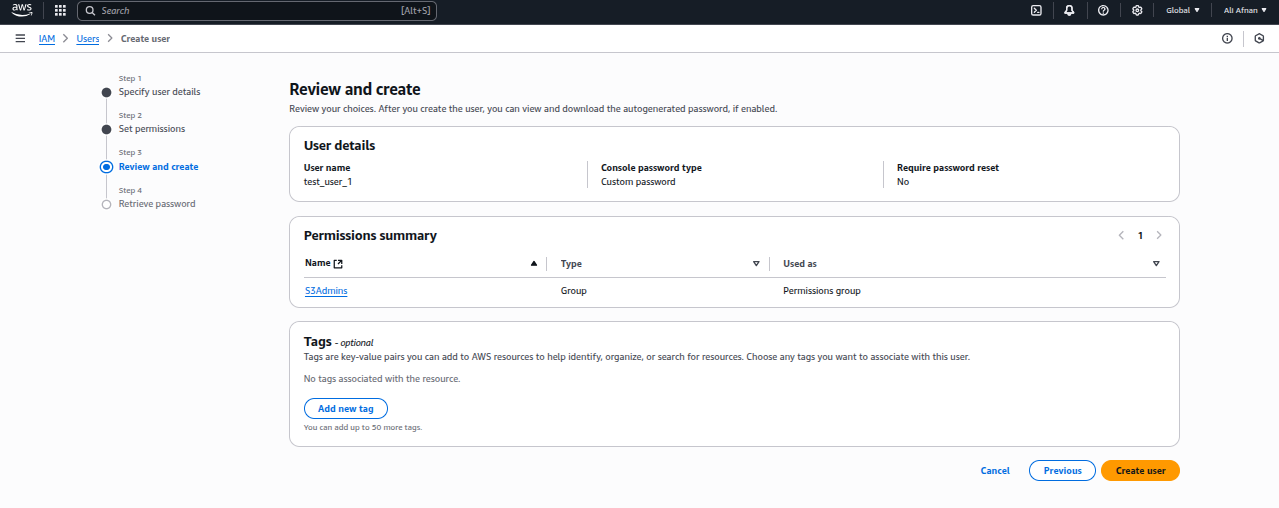 aws
Search [Alt+S] Global Ali Afnan
IAM > Users > Create user
Step 1
Specify user details
Step 2
Set permissions
Step 3
Review and create
Step 4
Retrieve password
Review and create
Review your choices. After you create the user, you can view and download the autogenerated password, if enabled.
User details
User name Console password type Require password reset
test_user_1 Custom password No
Permissions summary 1
Name Type Used as
S3Admins Group Permissions group
Tags - optional
Tags are key-value pairs you can add to AWS resources to help identify, organize, or search for resources. Choose any tags you want to associate with this user.
No tags associated with the resource.
Add new tag
You can add up to 50 more tags.
Cancel Previous Create user